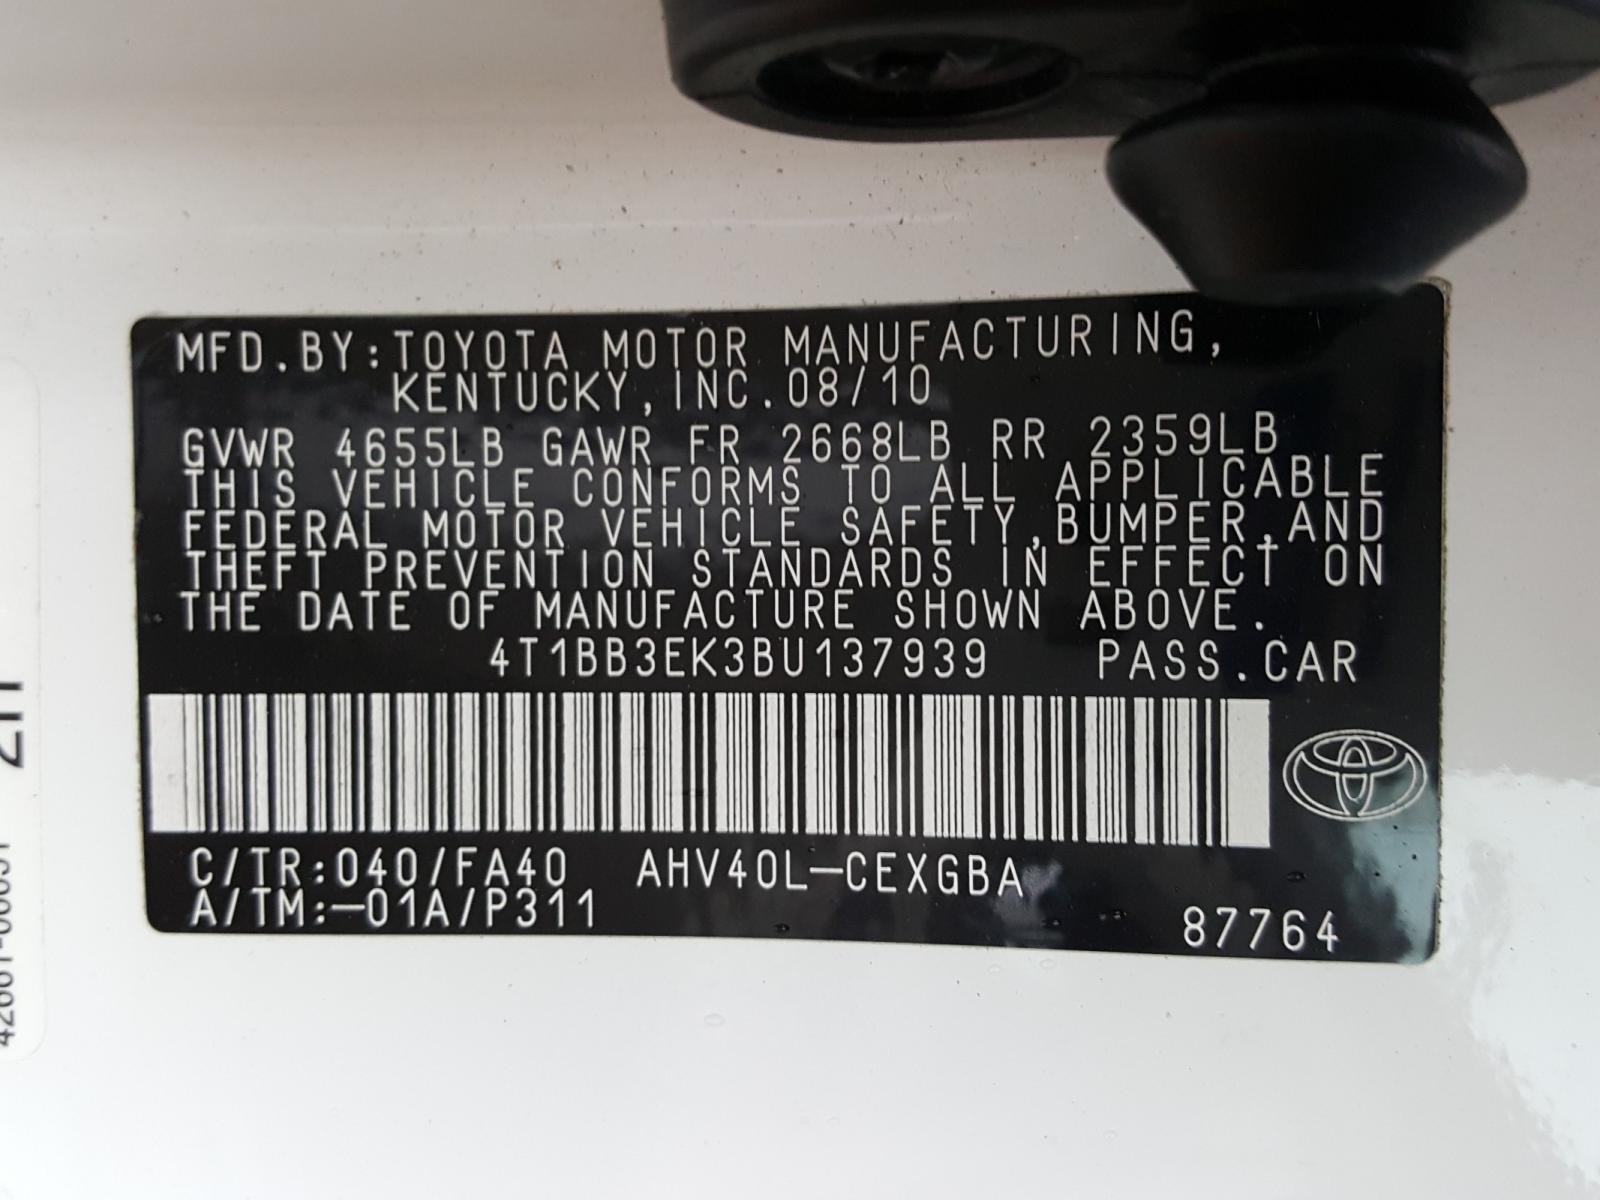 MFD.BY:TOYOTA MOTOR MANUFACTURING,
KENTUCKY, INC. 08/10
GVWR 4655LB GAWR FR 2668LB RR 2359LB
THIS VEHICLE CONFORMS TO ALL APPLICABLE
FEDERAL MOTOR VEHICLE SAFETY, BUMPER, AND
THEFT PREVENTION STANDARDS IN EFFECT ON
THE DATE OF MANUFACTURE SHOWN ABOVE.
4T1BB3EK3BU137939 PASS.CAR
C/TR:040/FA40 AHV40L-CEXGBA
A/TM:-01A/P311
87764